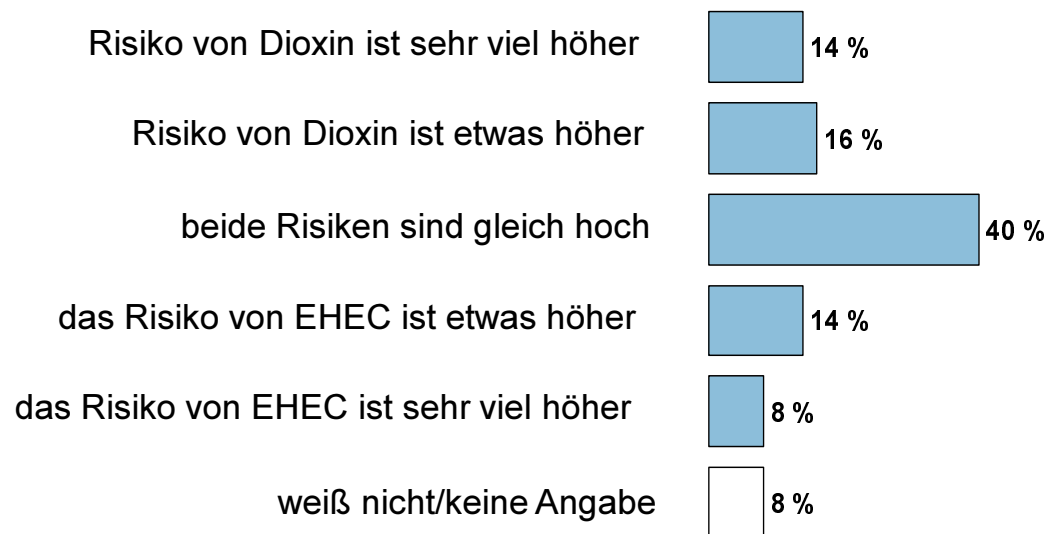 Risiko von Dioxin ist sehr viel höher 14 %
Risiko von Dioxin ist etwas höher 16 %
beide Risiken sind gleich hoch 40 %
das Risiko von EHEC ist etwas höher 14 %
das Risiko von EHEC ist sehr viel höher 8 %
weiß nicht/keine Angabe 8 %